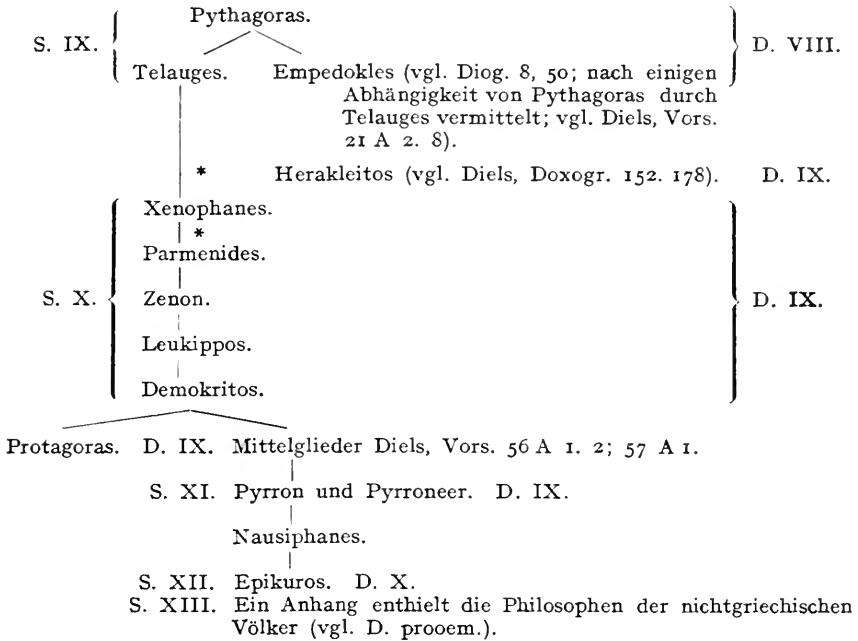 Pythagoras.
S. IX. D. VIII.
Telauges. Empedokles (vgl. Diog. 8, 50; nach einigen
Abhängigkeit von Pythagoras durch
Telauges vermittelt; vgl. Diels, Vors.
21 A 2. 8).
* Herakleitos (vgl. Diels, Doxogr. 152. 178). D. IX.
Xenophanes.
*
Parmenides.
S. X. Zenon. D. IX.
Leukippos.
Demokritos.
Protagoras. D. IX. Mittelglieder Diels, Vors. 56 A 1. 2; 57 A 1.
S. XI. Pyrron und Pyrroneer. D. IX.
Nausiphanes.
S. XII. Epikuros. D. X.
S. XIII. Ein Anhang enthielt die Philosophen der nichtgriechischen
Völker (vgl. D. prooem.).